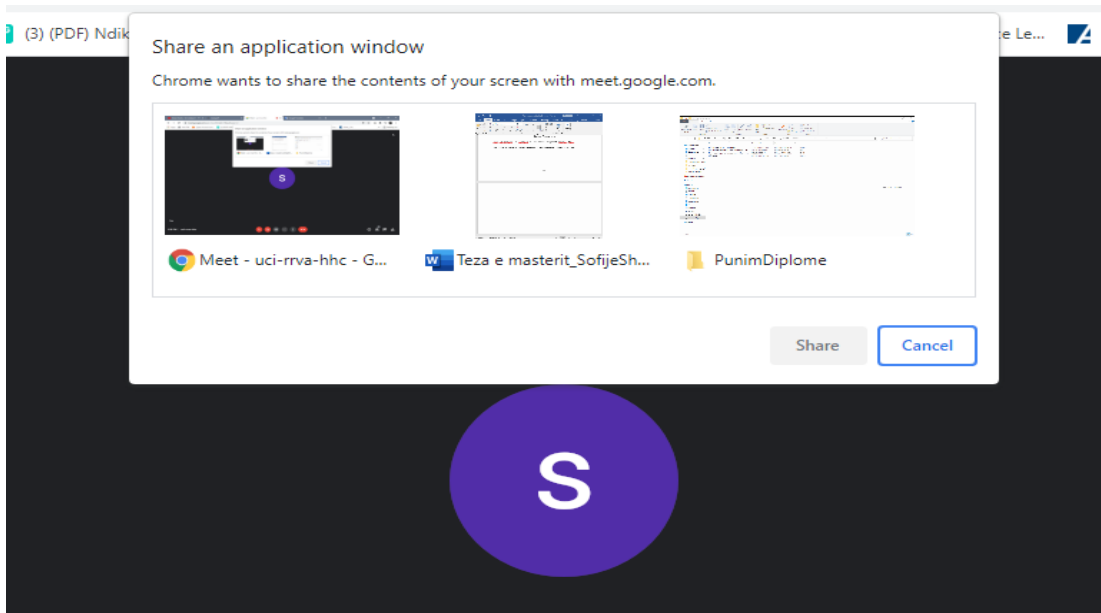 (3) (PDF) Ndik
e Le...
Share an application window
Chrome wants to share the contents of your screen with meet.google.com.
S
Meet - uci-rrva-hhc - G...
Teza e masterit_SofijeSh...
PunimDiplome
Share
Cancel
S